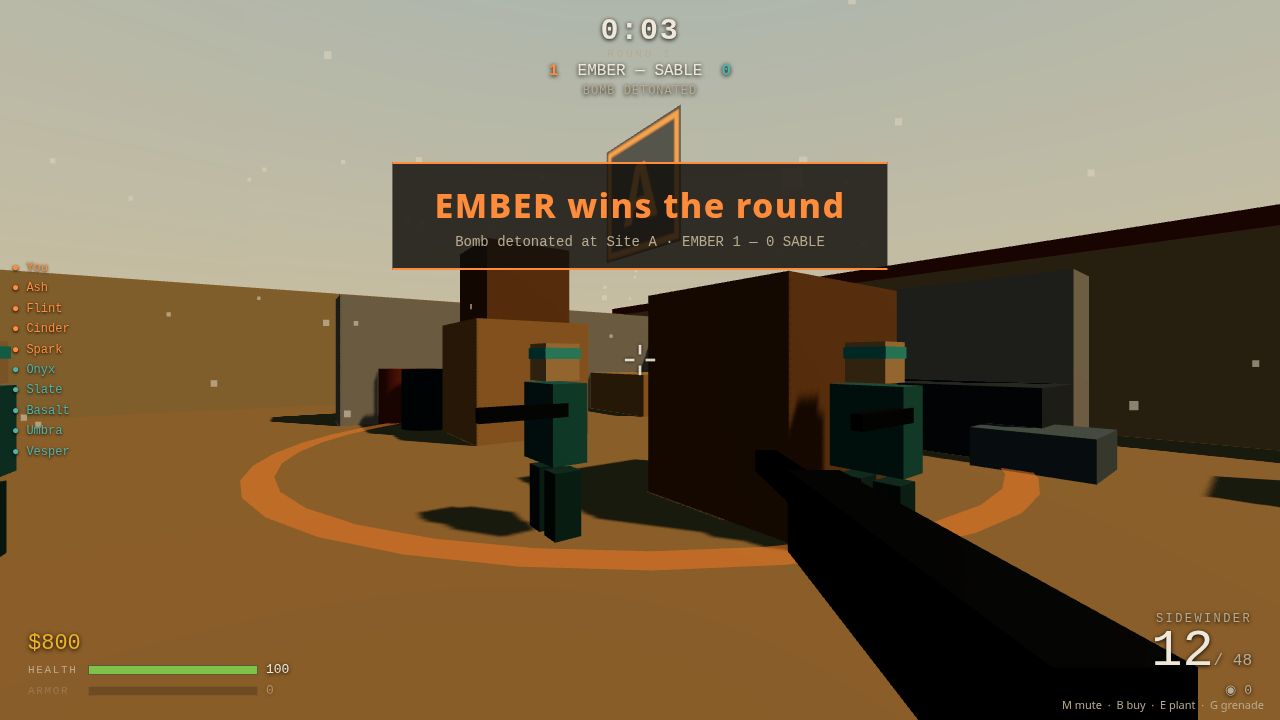 0:03
ROUND 1
1 EMBER — SABLE 0
BOMB DETONATED
A
EMBER wins the round
Bomb detonated at Site A · EMBER 1 — 0 SABLE
You
Ash
Flint
Cinder
Spark
Onyx
Slate
Basalt
Umbra
Vesper
$800
HEALTH 100
ARMOR 0
SIDEWINDER
12 / 48
◉ 0
M mute · B buy · E plant · G grenade